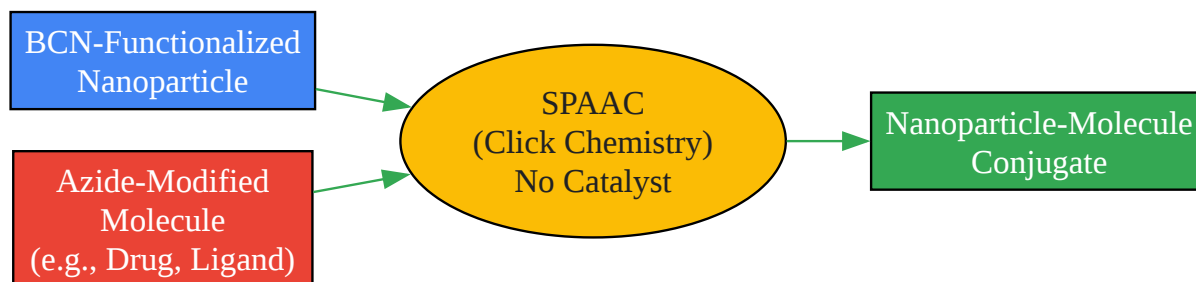 BCN-Functionalized
Nanoparticle
Azide-Modified
Molecule
(e.g., Drug, Ligand)
SPAAC
(Click Chemistry)
No Catalyst
Nanoparticle-Molecule
Conjugate